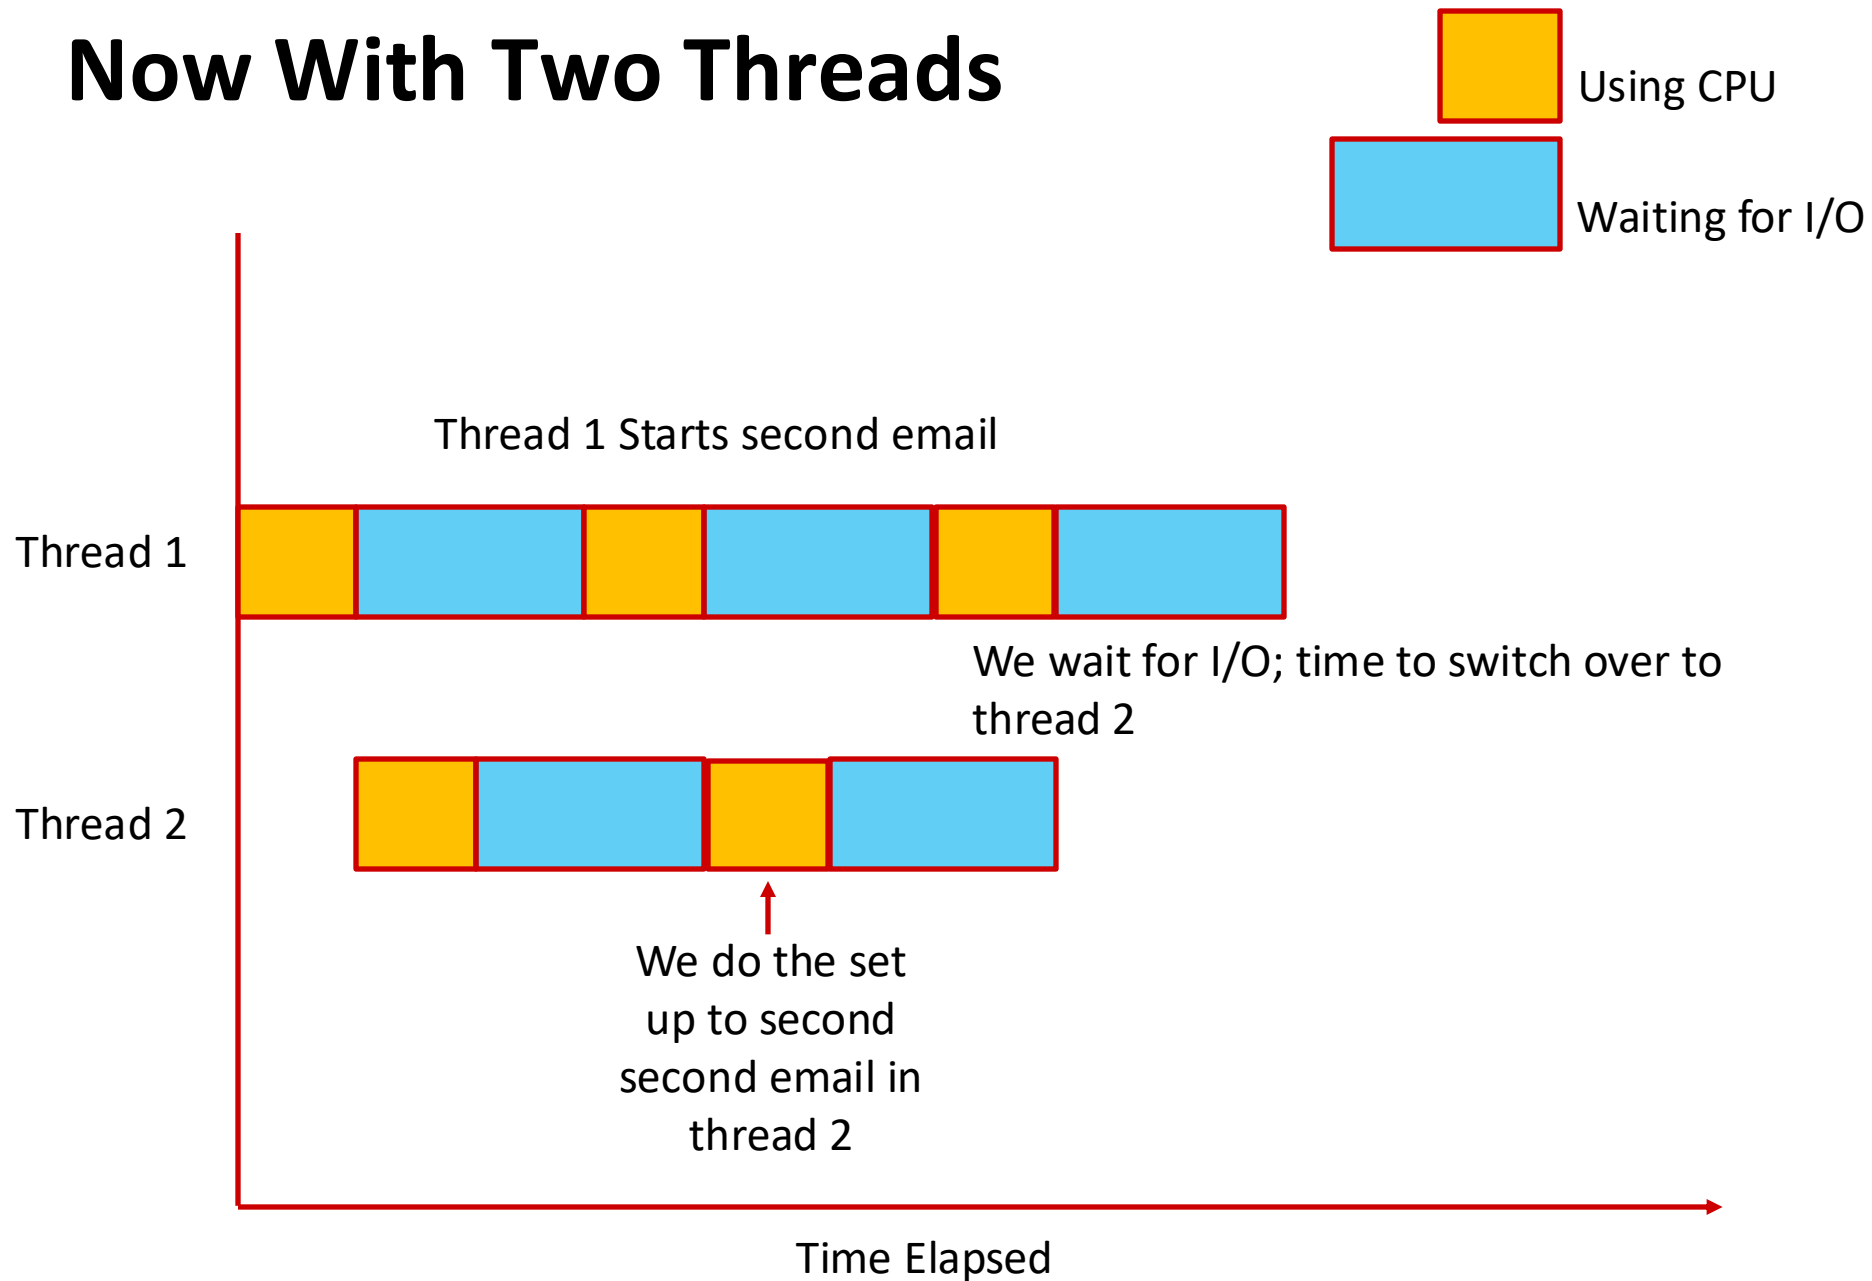 Now With Two Threads
Using CPU
Waiting for I/O
Thread 1 Starts second email
Thread 1
We wait for I/O; time to switch over to
thread 2
Thread 2
We do the set
up to second
second email in
thread 2
Time Elapsed